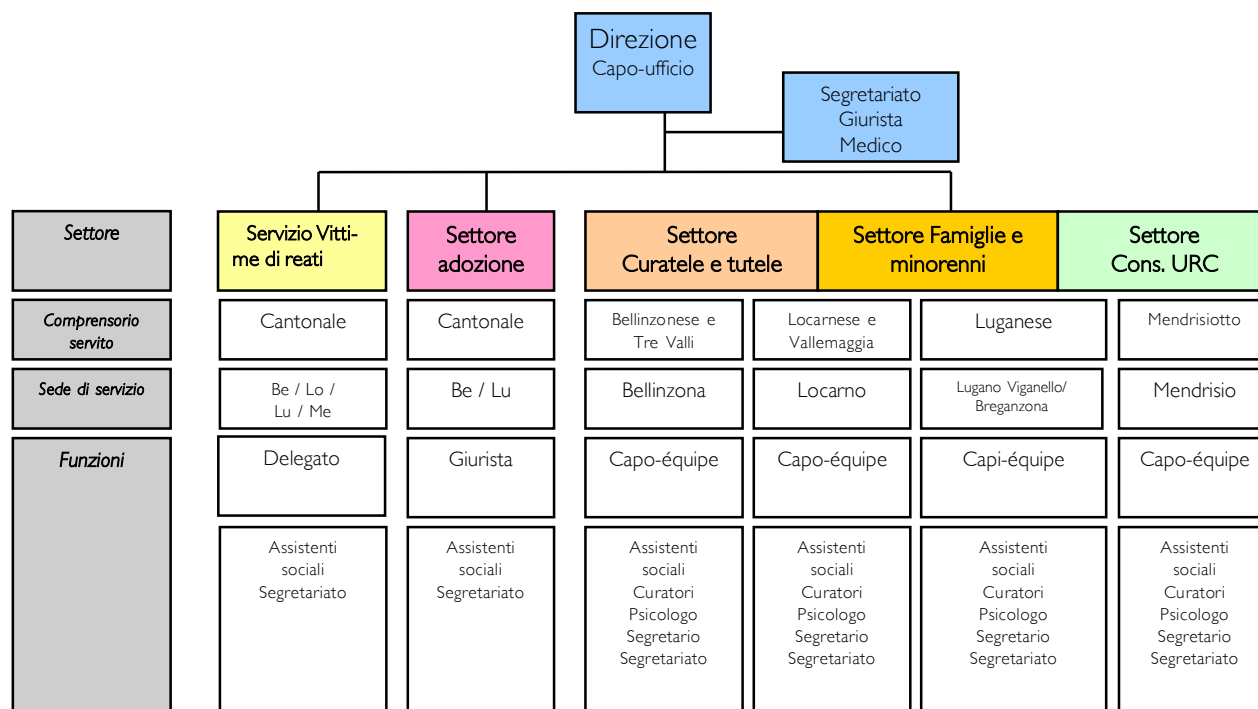 Direzione
Capo-ufficio
Segretariato
Giurista
Medico
Settore
Servizio Vitti-
me di reati
Settore
adozione
Settore
Curatele e tutele
Settore Famiglie e
minorenni
Settore
Cons. URC
Comprensorio
servito
Cantonale
Cantonale
Bellinzonese e
Tre Valli
Locarnese e
Vallemaggia
Luganese
Mendrisiotto
Sede di servizio
Be / Lo /
Lu / Me
Be / Lu
Bellinzona
Locarno
Lugano Viganello/
Breganzona
Mendrisio
Funzioni
Delegato
Giurista
Capo-équipe
Capo-équipe
Capi-équipe
Capo-équipe
Assistenti
sociali
Segretariato
Assistenti
sociali
Segretariato
Assistenti
sociali
Curatori
Psicologo
Segretario
Segretariato
Assistenti
sociali
Curatori
Psicologo
Segretario
Segretariato
Assistenti
sociali
Curatori
Psicologo
Segretario
Segretariato
Assistenti
sociali
Curatori
Psicologo
Segretario
Segretariato